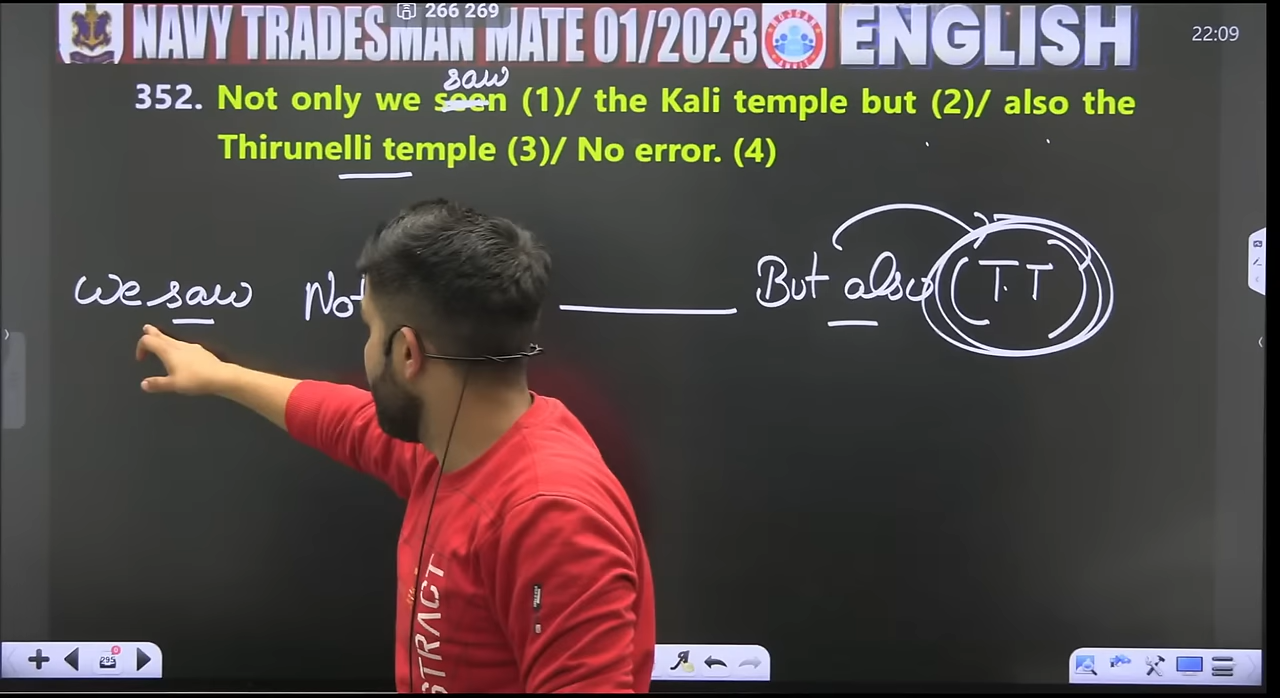 266 269
NAVY TRADESMAN MATE 01/2023 ENGLISH
22:09
saw
352. Not only we seen (1)/ the Kali temple but (2)/ also the
Thirunelli temple (3)/ No error. (4)
We saw Not But also (T.T)
STRACT
295